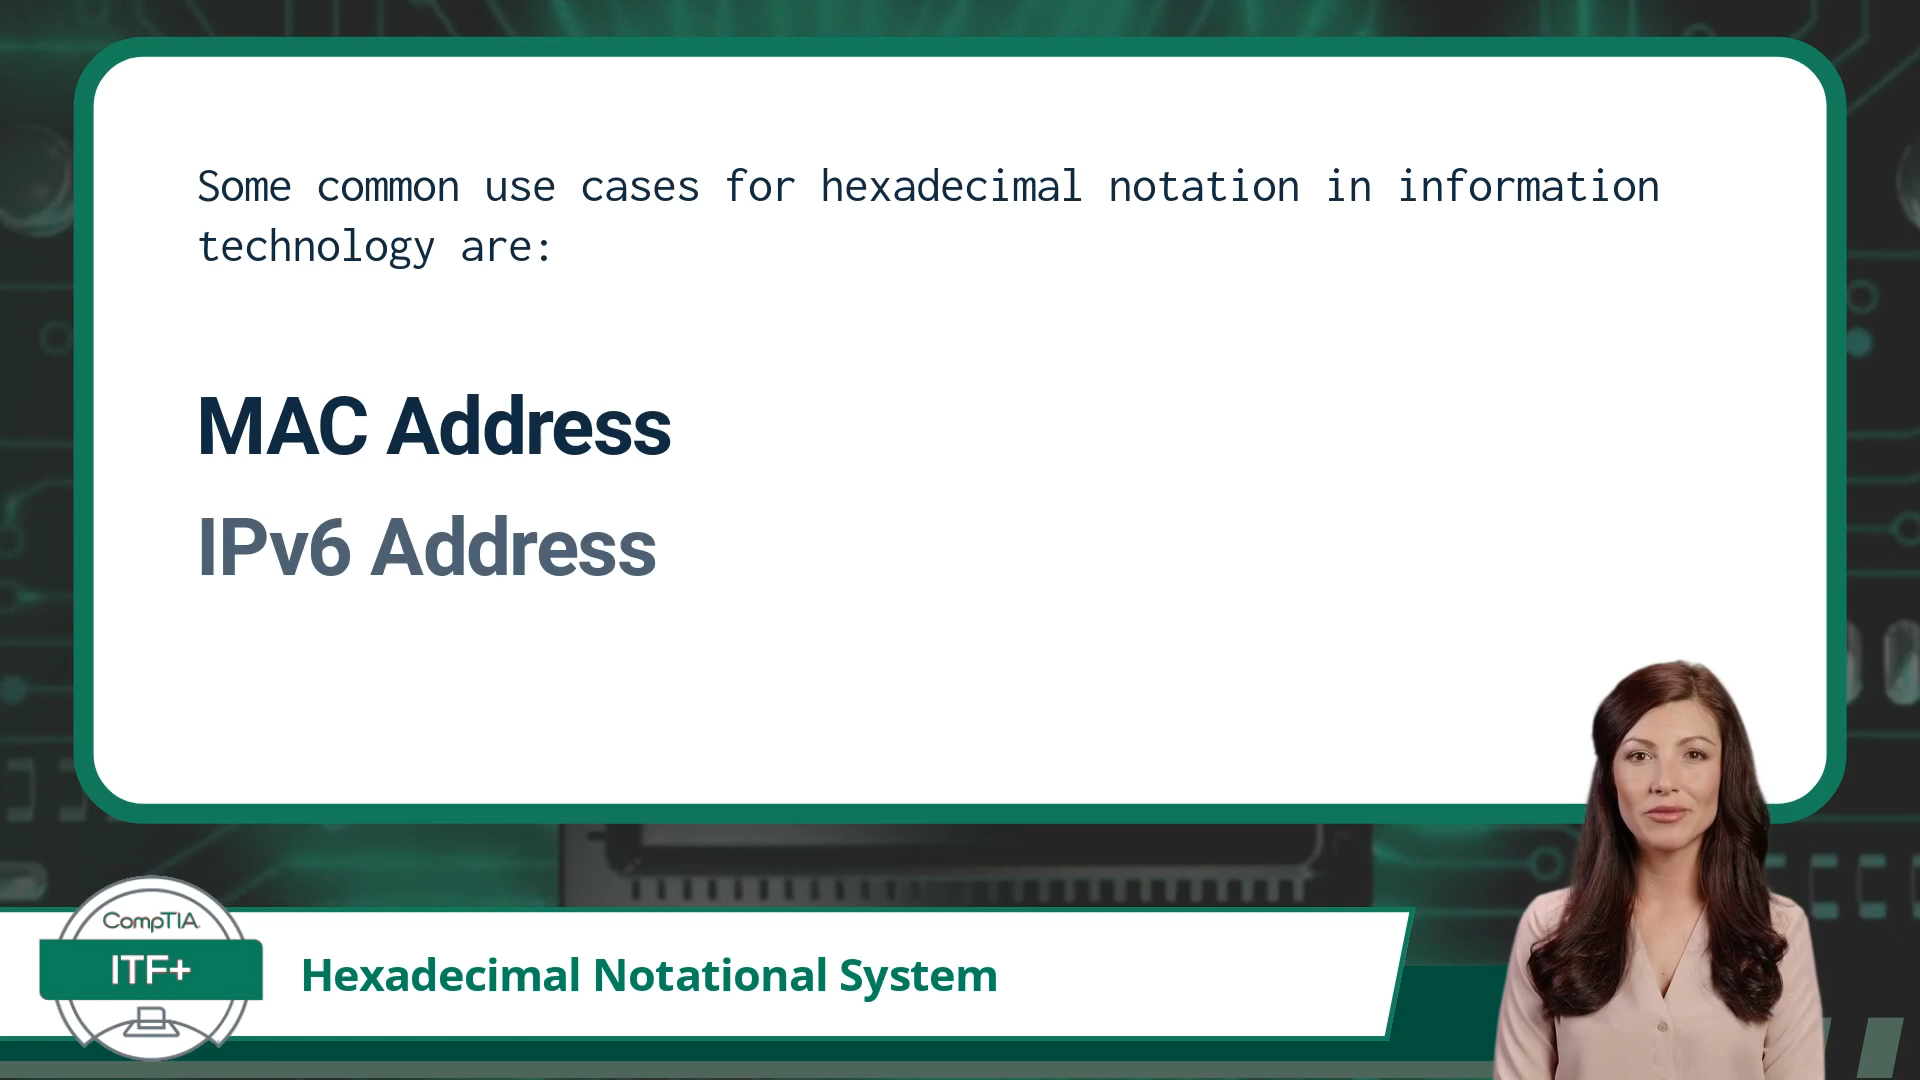 Some common use cases for hexadecimal notation in information
technology are:
MAC Address
IPv6 Address
CompTIA.
ITF+
Hexadecimal Notational System